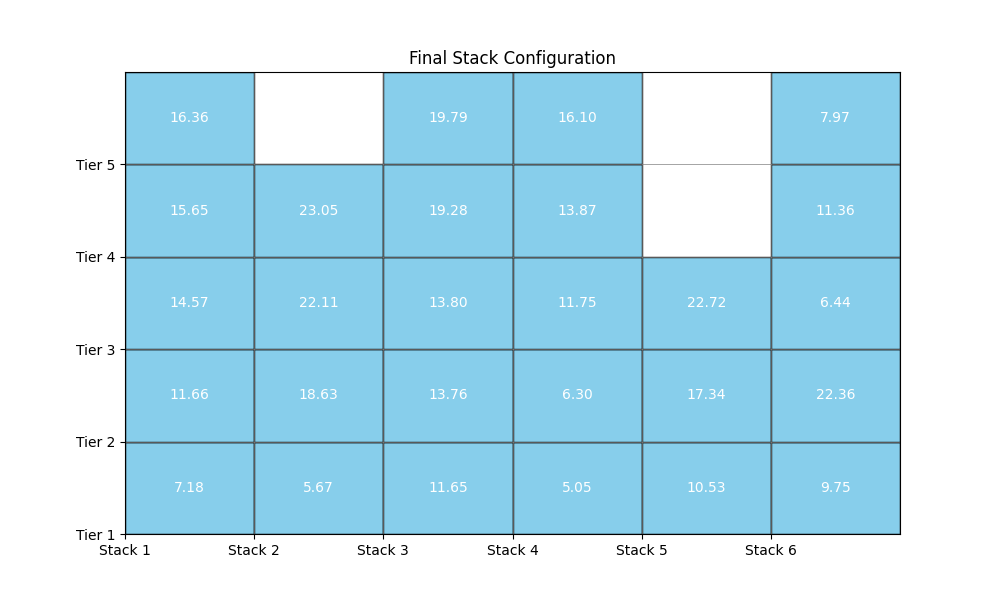 Final Stack Configuration
16.36 19.79 16.10 7.97
Tier 5
15.65 23.05 19.28 13.87 11.36
Tier 4
14.57 22.11 13.80 11.75 22.72 6.44
Tier 3
11.66 18.63 13.76 6.30 17.34 22.36
Tier 2
7.18 5.67 11.65 5.05 10.53 9.75
Tier 1
Stack 1 Stack 2 Stack 3 Stack 4 Stack 5 Stack 6